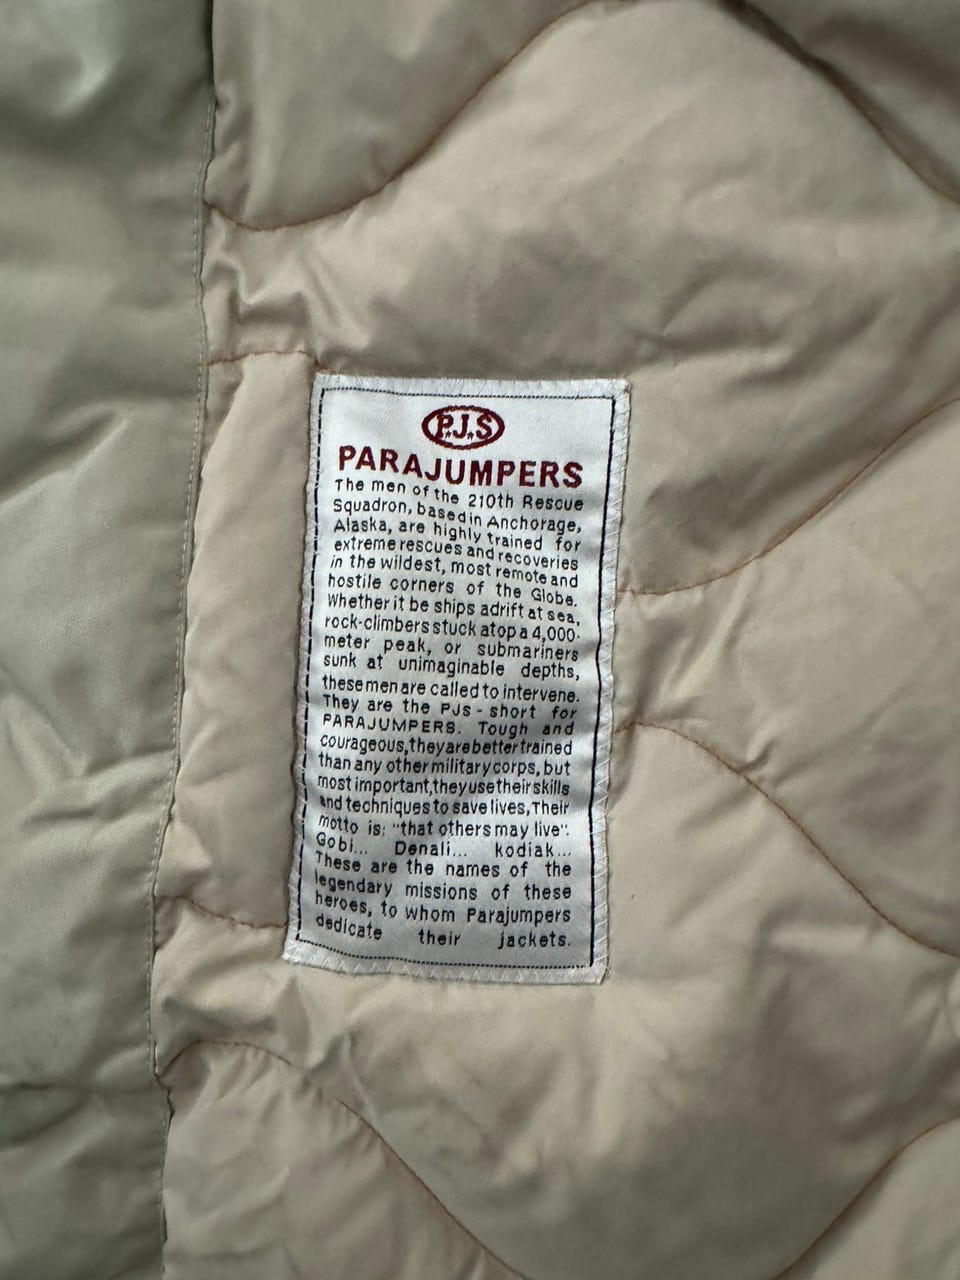 P.J.S
PARAJUMPERS
The men of the 210th Rescue
Squadron, based in Anchorage,
Alaska, are highly trained for
extreme rescues and recoveries
in the wildest, most remote and
hostile corners of the Globe.
Whether it be ships adrift at sea,
rock-climbers stuck atop a 4,000-
meter peak, or submariners
sunk at unimaginable depths,
these men are called to intervene.
They are the PJs - short for
PARAJUMPERS. Tough and
courageous, they are better trained
than any other military corps, but
most important, they use their skills
and techniques to save lives, Their
motto is: "that others may live".
Gobi... Denali... kodiak...
These are the names of the
legendary missions of these
heroes, to whom Parajumpers
dedicate their jackets.